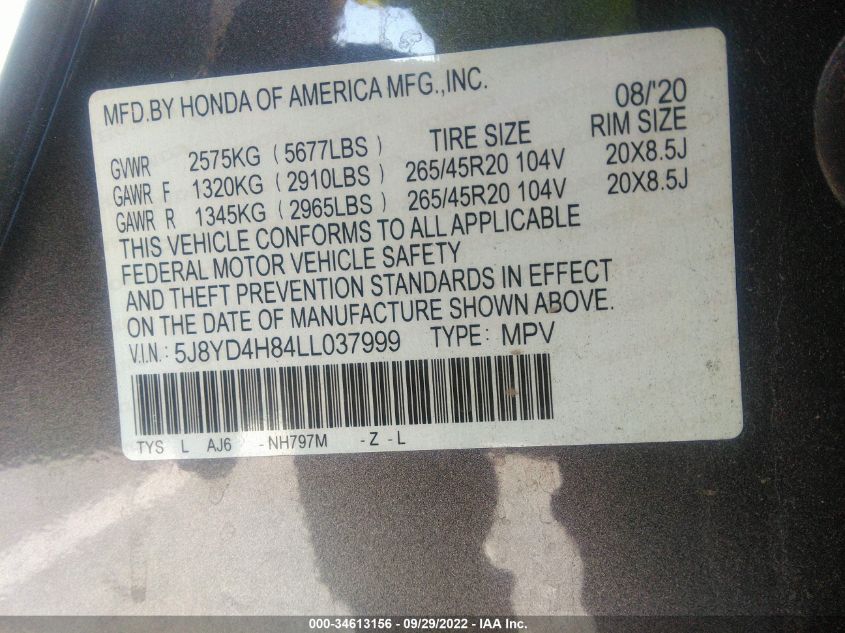 MFD.BY HONDA OF AMERICA MFG.,INC. 08/'20
TIRE SIZE RIM SIZE
GVWR 2575KG (5677LBS)
GAWR F 1320KG (2910LBS) 265/45R20 104V 20X8.5J
GAWR R 1345KG (2965LBS) 265/45R20 104V 20X8.5J
THIS VEHICLE CONFORMS TO ALL APPLICABLE
FEDERAL MOTOR VEHICLE SAFETY
AND THEFT PREVENTION STANDARDS IN EFFECT
ON THE DATE OF MANUFACTURE SHOWN ABOVE.
V.I.N.: 5J8YD4H84LL037999 TYPE: MPV
TYS L AJ6 -NH797M -Z -L
000-34613156 - 09/29/2022 - IAA Inc.